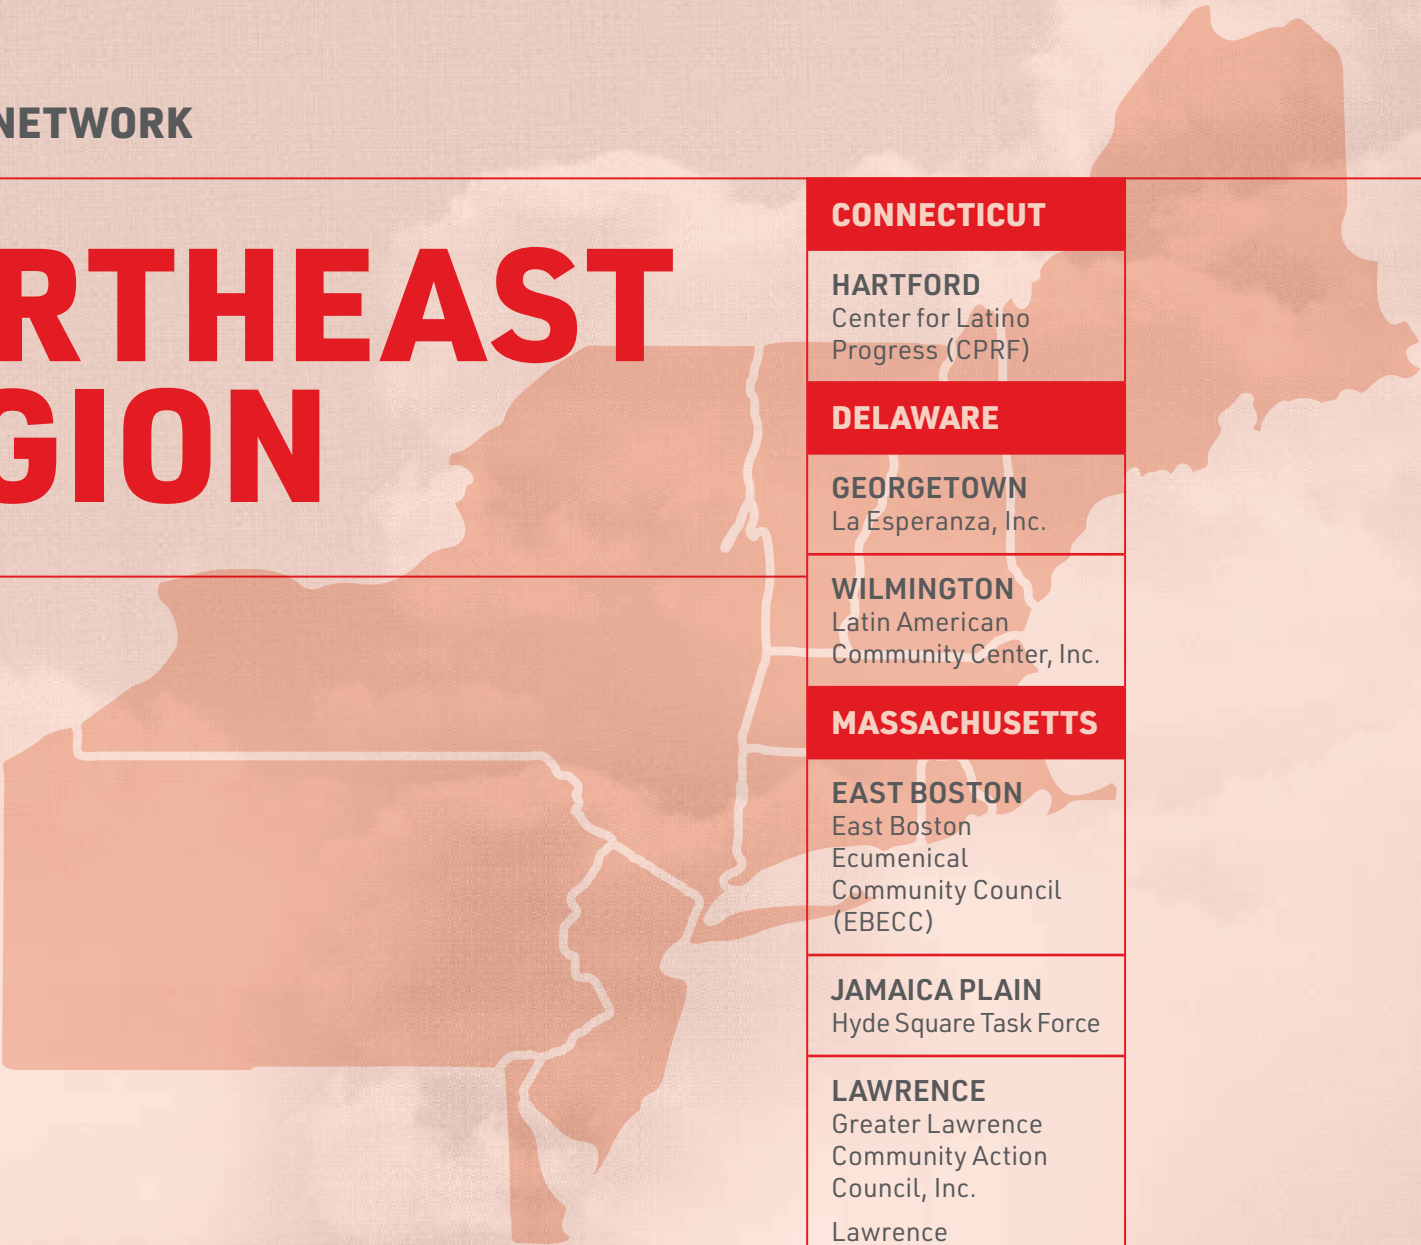 NETWORK
RTHEAST
GION
CONNECTICUT
HARTFORD
Center for Latino
Progress (CPRF)
DELAWARE
GEORGETOWN
La Esperanza, Inc.
WILMINGTON
Latin American
Community Center, Inc.
MASSACHUSETTS
EAST BOSTON
East Boston
Ecumenical
Community Council
(EBECC)
JAMAICA PLAIN
Hyde Square Task Force
LAWRENCE
Greater Lawrence
Community Action
Council, Inc.
Lawrence